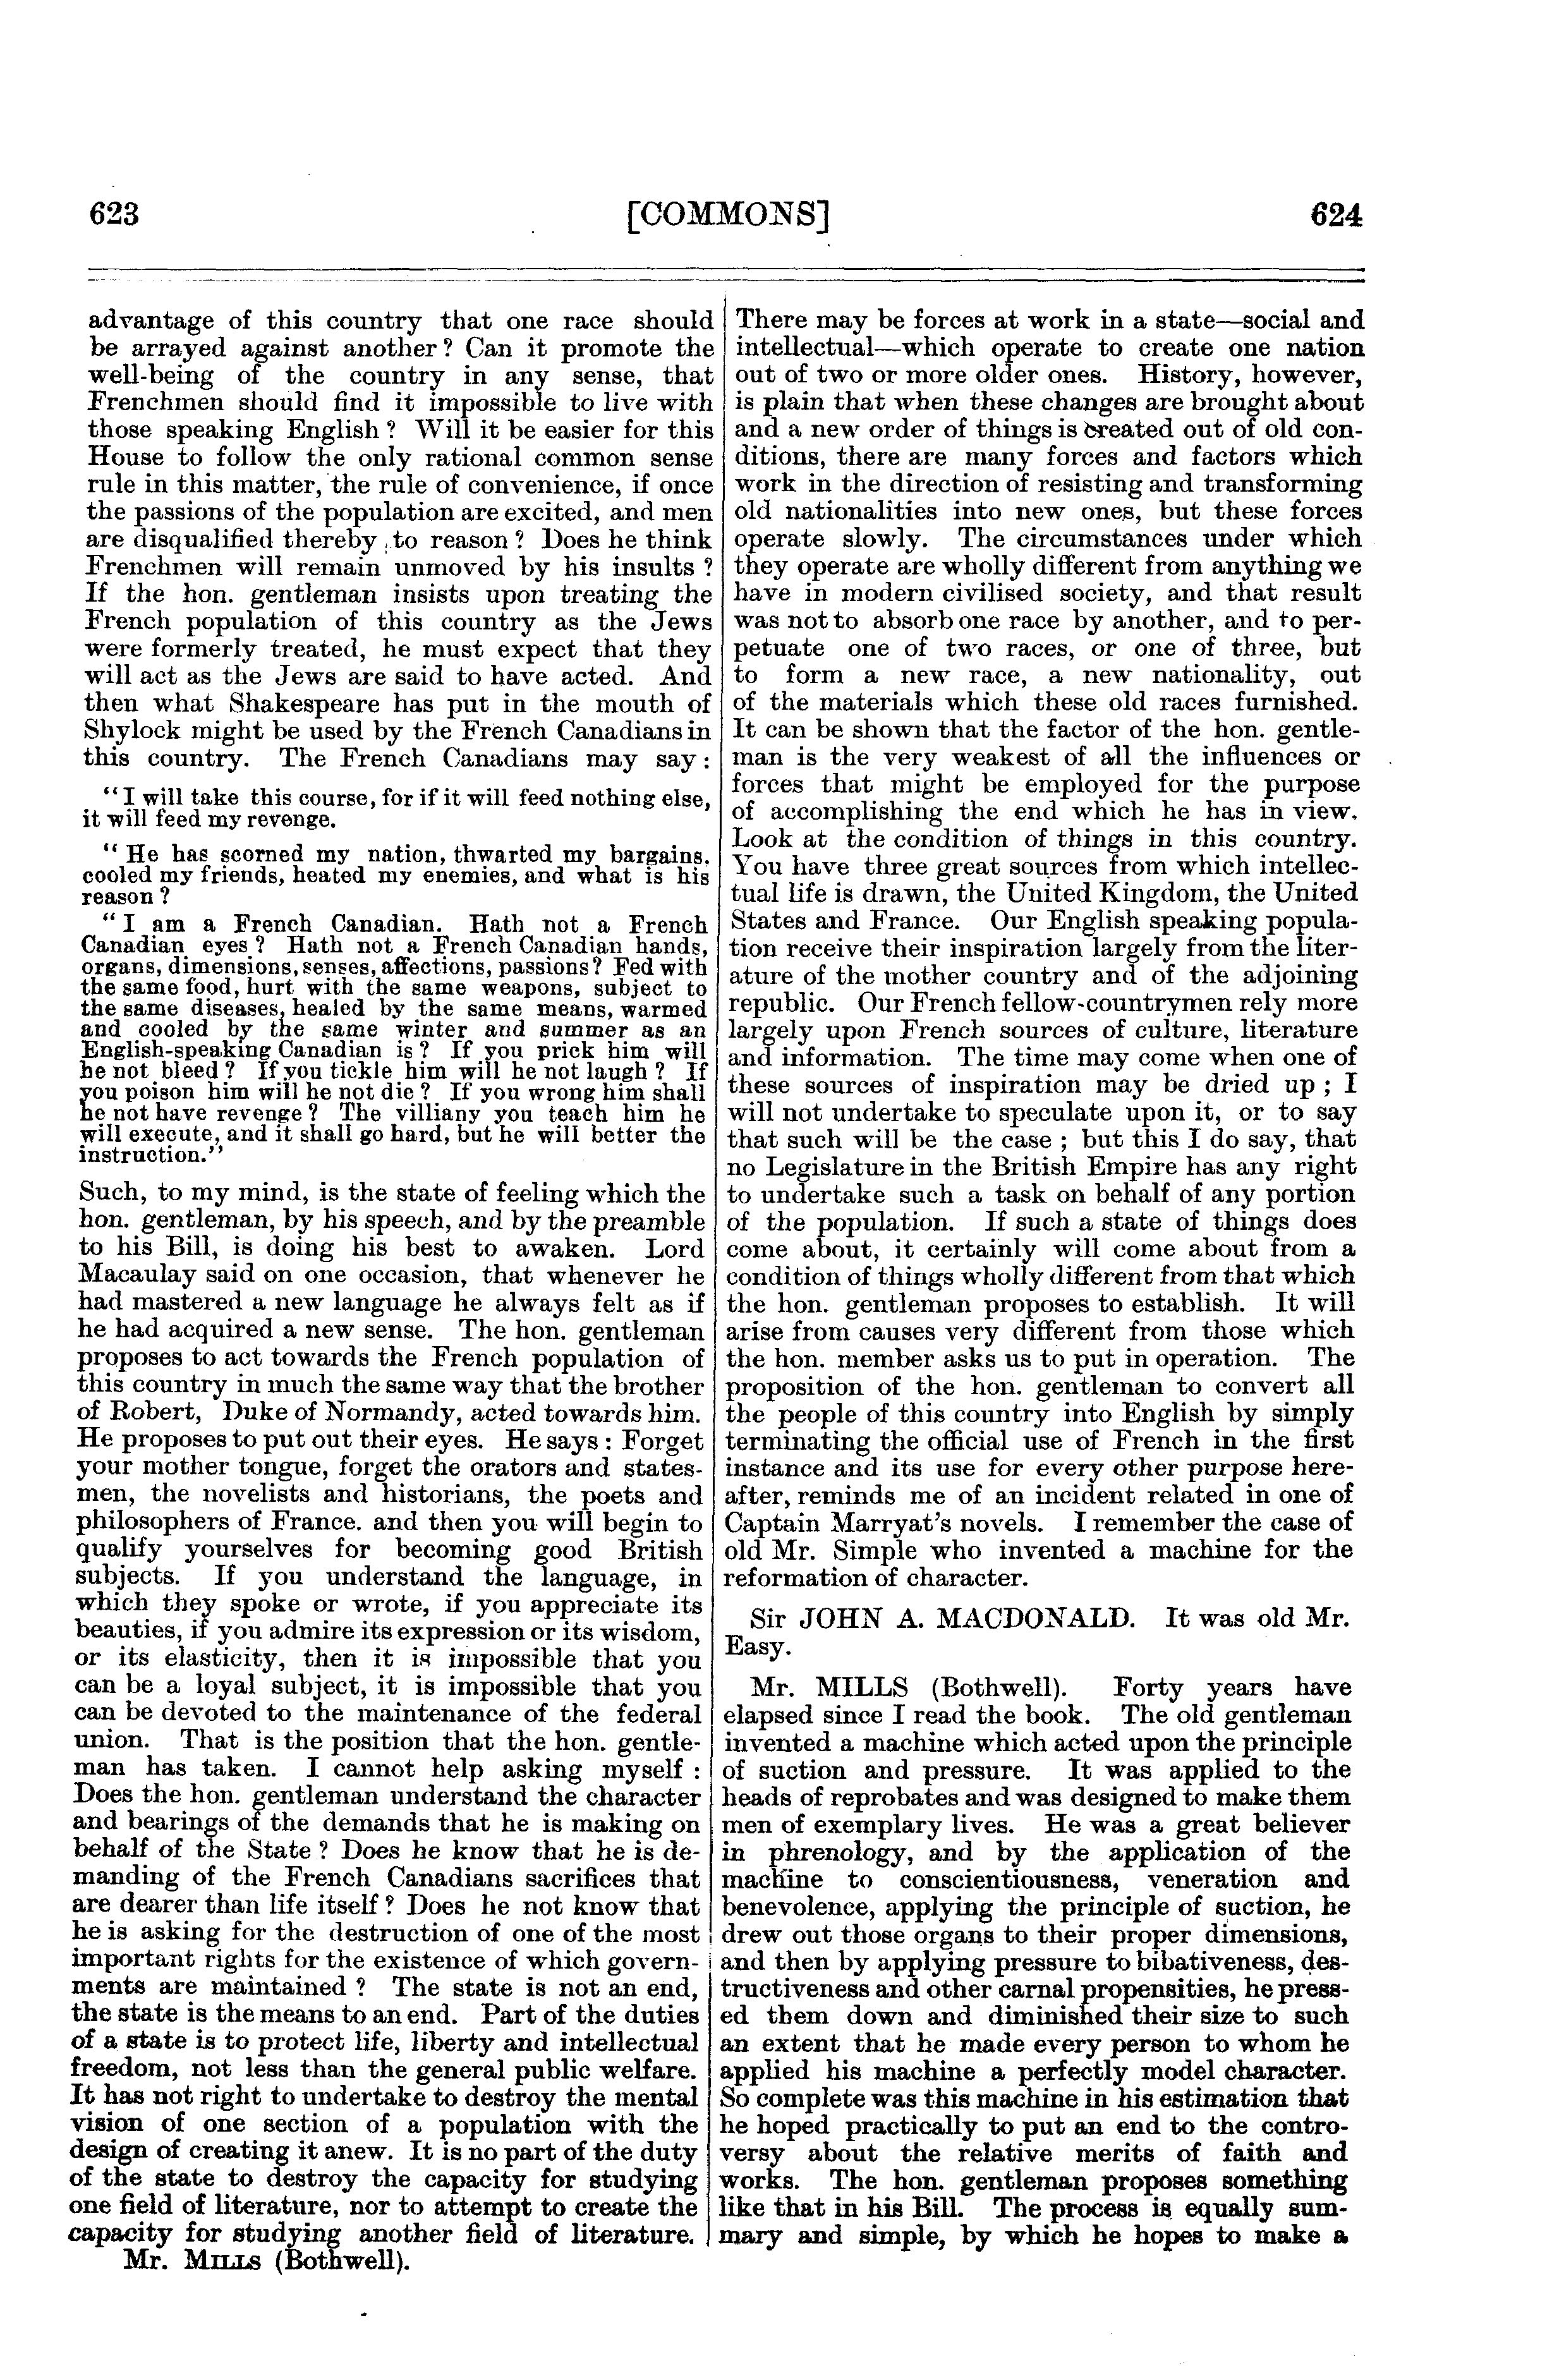 623
[COMMONS]
624
advantage of this country that one race should
be arrayed against another? Can it promote the
well-being of the country in any sense, that
Frenchmen should find it impossible to live with
those speaking English? Will it be easier for this
House to follow the only rational common sense
rule in this matter, the rule of convenience, if once
the passions of the population are excited, and men
are disqualified thereby to reason? Does he think
Frenchmen will remain unmoved by his insults?
If the hon. gentleman insists upon treating the
French population of this country as the Jews
were formerly treated, he must expect that they
will act as the Jews are said to have acted. And
then what Shakespeare has put in the mouth of
Shylock might be used by the French Canadians in
this country. The French Canadians may say:
"I will take this course, for if it will feed nothing else,
it will feed my revenge.
"He has scorned my nation, thwarted my bargains,
cooled my friends, heated my enemies, and what is his
reason?
"I am a French Canadian. Hath not a French
Canadian eyes? Hath not a French Canadian hands,
organs, dimensions, senses, affections, passions? Fed with
the same food, hurt with the same weapons, subject to
the same diseases, healed by the same means, warmed
and cooled by the same winter and summer as an
English-speaking Canadian is? If you prick him will
he not bleed? If you tickle him will he not laugh? If
you poison him will he not die? If you wrong him shall
he not have revenge? The villiany you teach him he
will execute, and it shall go hard, but he will better the
instruction."
Such, to my mind, is the state of feeling which the
hon. gentleman, by his speech, and by the preamble
to his Bill, is doing his best to awaken. Lord
Macaulay said on one occasion, that whenever he
had mastered a new language he always felt as if
he had acquired a new sense. The hon. gentleman
proposes to act towards the French population of
this country in much the same way that the brother
of Robert, Duke of Normandy, acted towards him.
He proposes to put out their eyes. He says: Forget
your mother tongue, forget the orators and states-
men, the novelists and historians, the poets and
philosophers of France. and then you will begin to
qualify yourselves for becoming good British
subjects. If you understand the language, in
which they spoke or wrote, if you appreciate its
beauties, if you admire its expression or its wisdom,
or its elasticity, then it is impossible that you
can be a loyal subject, it is impossible that you
can be devoted to the maintenance of the federal
union. That is the position that the hon. gentle-
man has taken. I cannot help asking myself:
Does the hon. gentleman understand the character
and bearings of the demands that he is making on
behalf of the State? Does he know that he is de-
manding of the French Canadians sacrifices that
are dearer than life itself? Does he not know that
he is asking for the destruction of one of the most
important rights for the existence of which govern-
ments are maintained? The state is not an end,
the state is the means to an end. Part of the duties
of a state is to protect life, liberty and intellectual
freedom, not less than the general public welfare.
It has not right to undertake to destroy the mental
vision of one section of a population with the
design of creating it anew. It is no part of the duty
of the state to destroy the capacity for studying
one field of literature, nor to attempt to create the
capacity for studying another field of literature.
Mr. MILLS (Bothwell).
There may be forces at work in a state—social and
intellectual—which operate to create one nation
out of two or more older ones. History, however,
is plain that when these changes are brought about
and a new order of things is created out of old con-
ditions, there are many forces and factors which
work in the direction of resisting and transforming
old nationalities into new ones, but these forces
operate slowly. The circumstances under which
they operate are wholly different from anything we
have in modern civilised society, and that result
was not to absorb one race by another, and to per-
petuate one of two races, or one of three, but
to form a new race, a new nationality, out
of the materials which these old races furnished.
It can be shown that the factor of the hon. gentle-
man is the very weakest of all the influences or
forces that might be employed for the purpose
of accomplishing the end which he has in view.
Look at the condition of things in this country.
You have three great sources from which intellec-
tual life is drawn, the United Kingdom, the United
States and France. Our English speaking popula-
tion receive their inspiration largely from the liter-
ature of the mother country and of the adjoining
republic. Our French fellow-countrymen rely more
largely upon French sources of culture, literature
and information. The time may come when one of
these sources of inspiration may be dried up; I
will not undertake to speculate upon it, or to say
that such will be the case; but this I do say, that
no Legislature in the British Empire has any right
to undertake such a task on behalf of any portion
of the population. If such a state of things does
come about, it certainly will come about from a
condition of things wholly different from that which
the hon. gentleman proposes to establish. It will
arise from causes very different from those which
the hon. member asks us to put in operation. The
proposition of the hon. gentleman to convert all
the people of this country into English by simply
terminating the official use of French in the first
instance and its use for every other purpose here-
after, reminds me of an incident related in one of
Captain Marryat's novels. I remember the case of
old Mr. Simple who invented a machine for the
reformation of character.
Sir JOHN A. MACDONALD. It was old Mr.
Easy.
Mr. MILLS (Bothwell). Forty years have
elapsed since I read the book. The old gentleman
invented a machine which acted upon the principle
of suction and pressure. It was applied to the
heads of reprobates and was designed to make them
men of exemplary lives. He was a great believer
in phrenology, and by the application of the
machine to conscientiousness, veneration and
benevolence, applying the principle of suction, he
drew out those organs to their proper dimensions,
and then by applying pressure to bibativeness, des-
tructiveness and other carnal propensities, he press-
ed them down and diminished their size to such
an extent that he made every person to whom he
applied his machine a perfectly model character.
So complete was this machine in his estimation that
he hoped practically to put an end to the contro-
versy about the relative merits of faith and
works. The hon. gentleman proposes something
like that in his Bill. The process is equally sum-
mary and simple, by which he hopes to make a